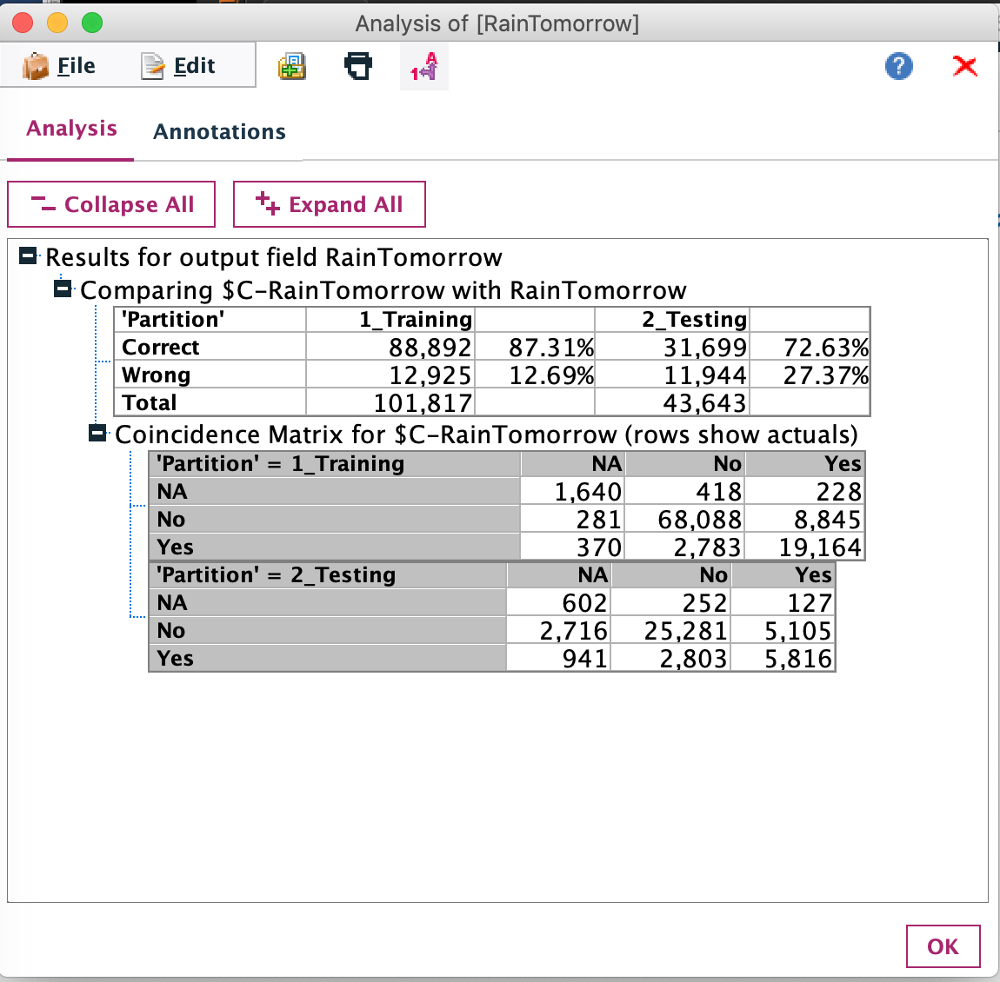 Analysis of [RainTomorrow]
File Edit 1 A ?
Analysis Annotations
Collapse All Expand All
Results for output field RainTomorrow
Comparing $C-RainTomorrow with RainTomorrow
'Partition' 1_Training 2_Testing
Correct 88,892 87.31% 31,699 72.63%
Wrong 12,925 12.69% 11,944 27.37%
Total 101,817 43,643
Coincidence Matrix for $C-RainTomorrow (rows show actuals)
'Partition' = 1_Training NA No Yes
NA 1,640 418 228
No 281 68,088 8,845
Yes 370 2,783 19,164
'Partition' = 2_Testing NA No Yes
NA 602 252 127
No 2,716 25,281 5,105
Yes 941 2,803 5,816
OK